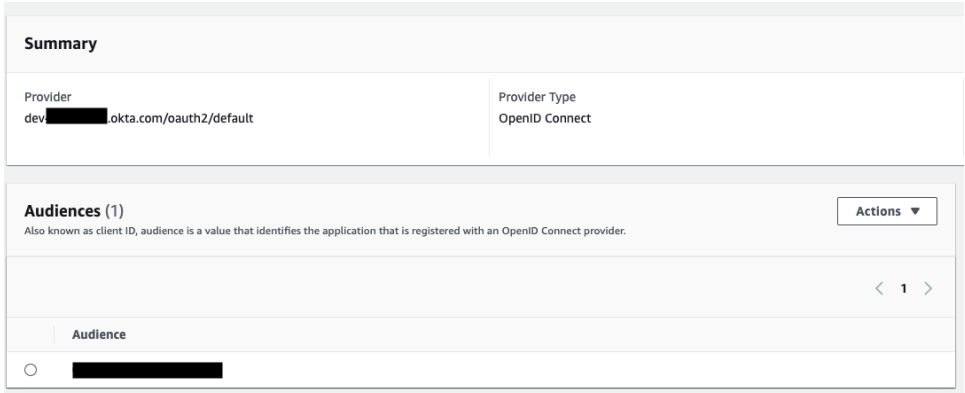 Summary
Provider
Provider Type
dev- .okta.com/oauth2/default
OpenID Connect
Audiences (1)
Actions ▼
Also known as client ID, audience is a value that identifies the application that is registered with an OpenID Connect provider.
< 1 >
Audience